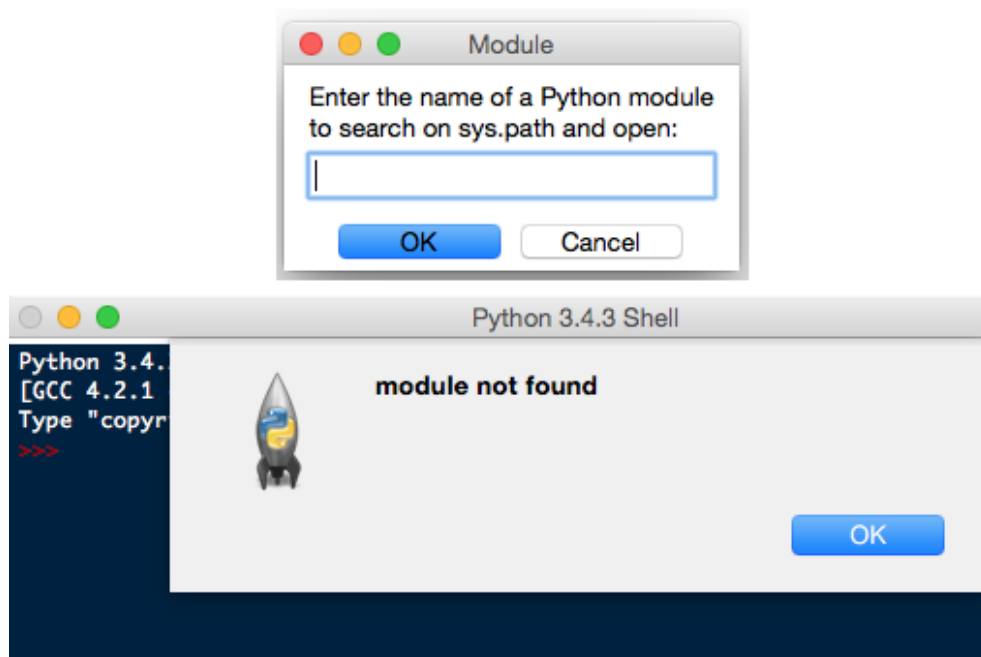 Module
Enter the name of a Python module
to search on sys.path and open:
OK Cancel
Python 3.4.3 Shell
Python 3.4.
[GCC 4.2.1
Type "copyr
>>>
module not found
OK